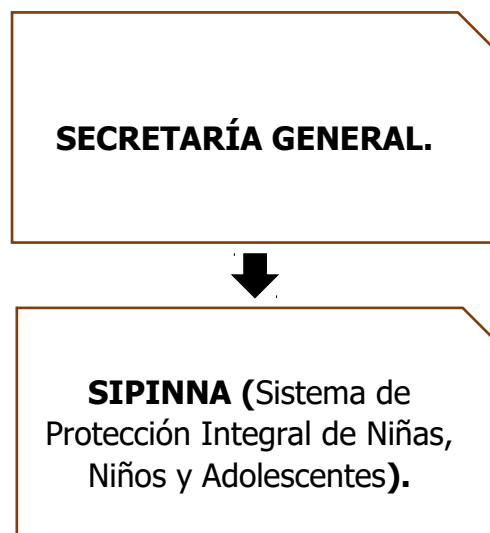 SECRETARÍA GENERAL.
SIPINNA (Sistema de
Protección Integral de Niñas,
Niños y Adolescentes).